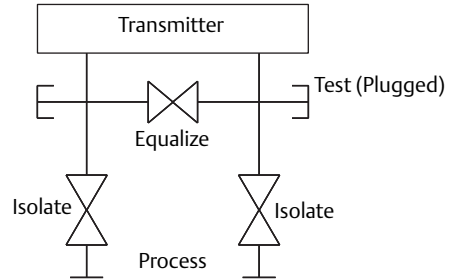 Transmitter
Test (Plugged)
Equalize
Isolate
Isolate
Process